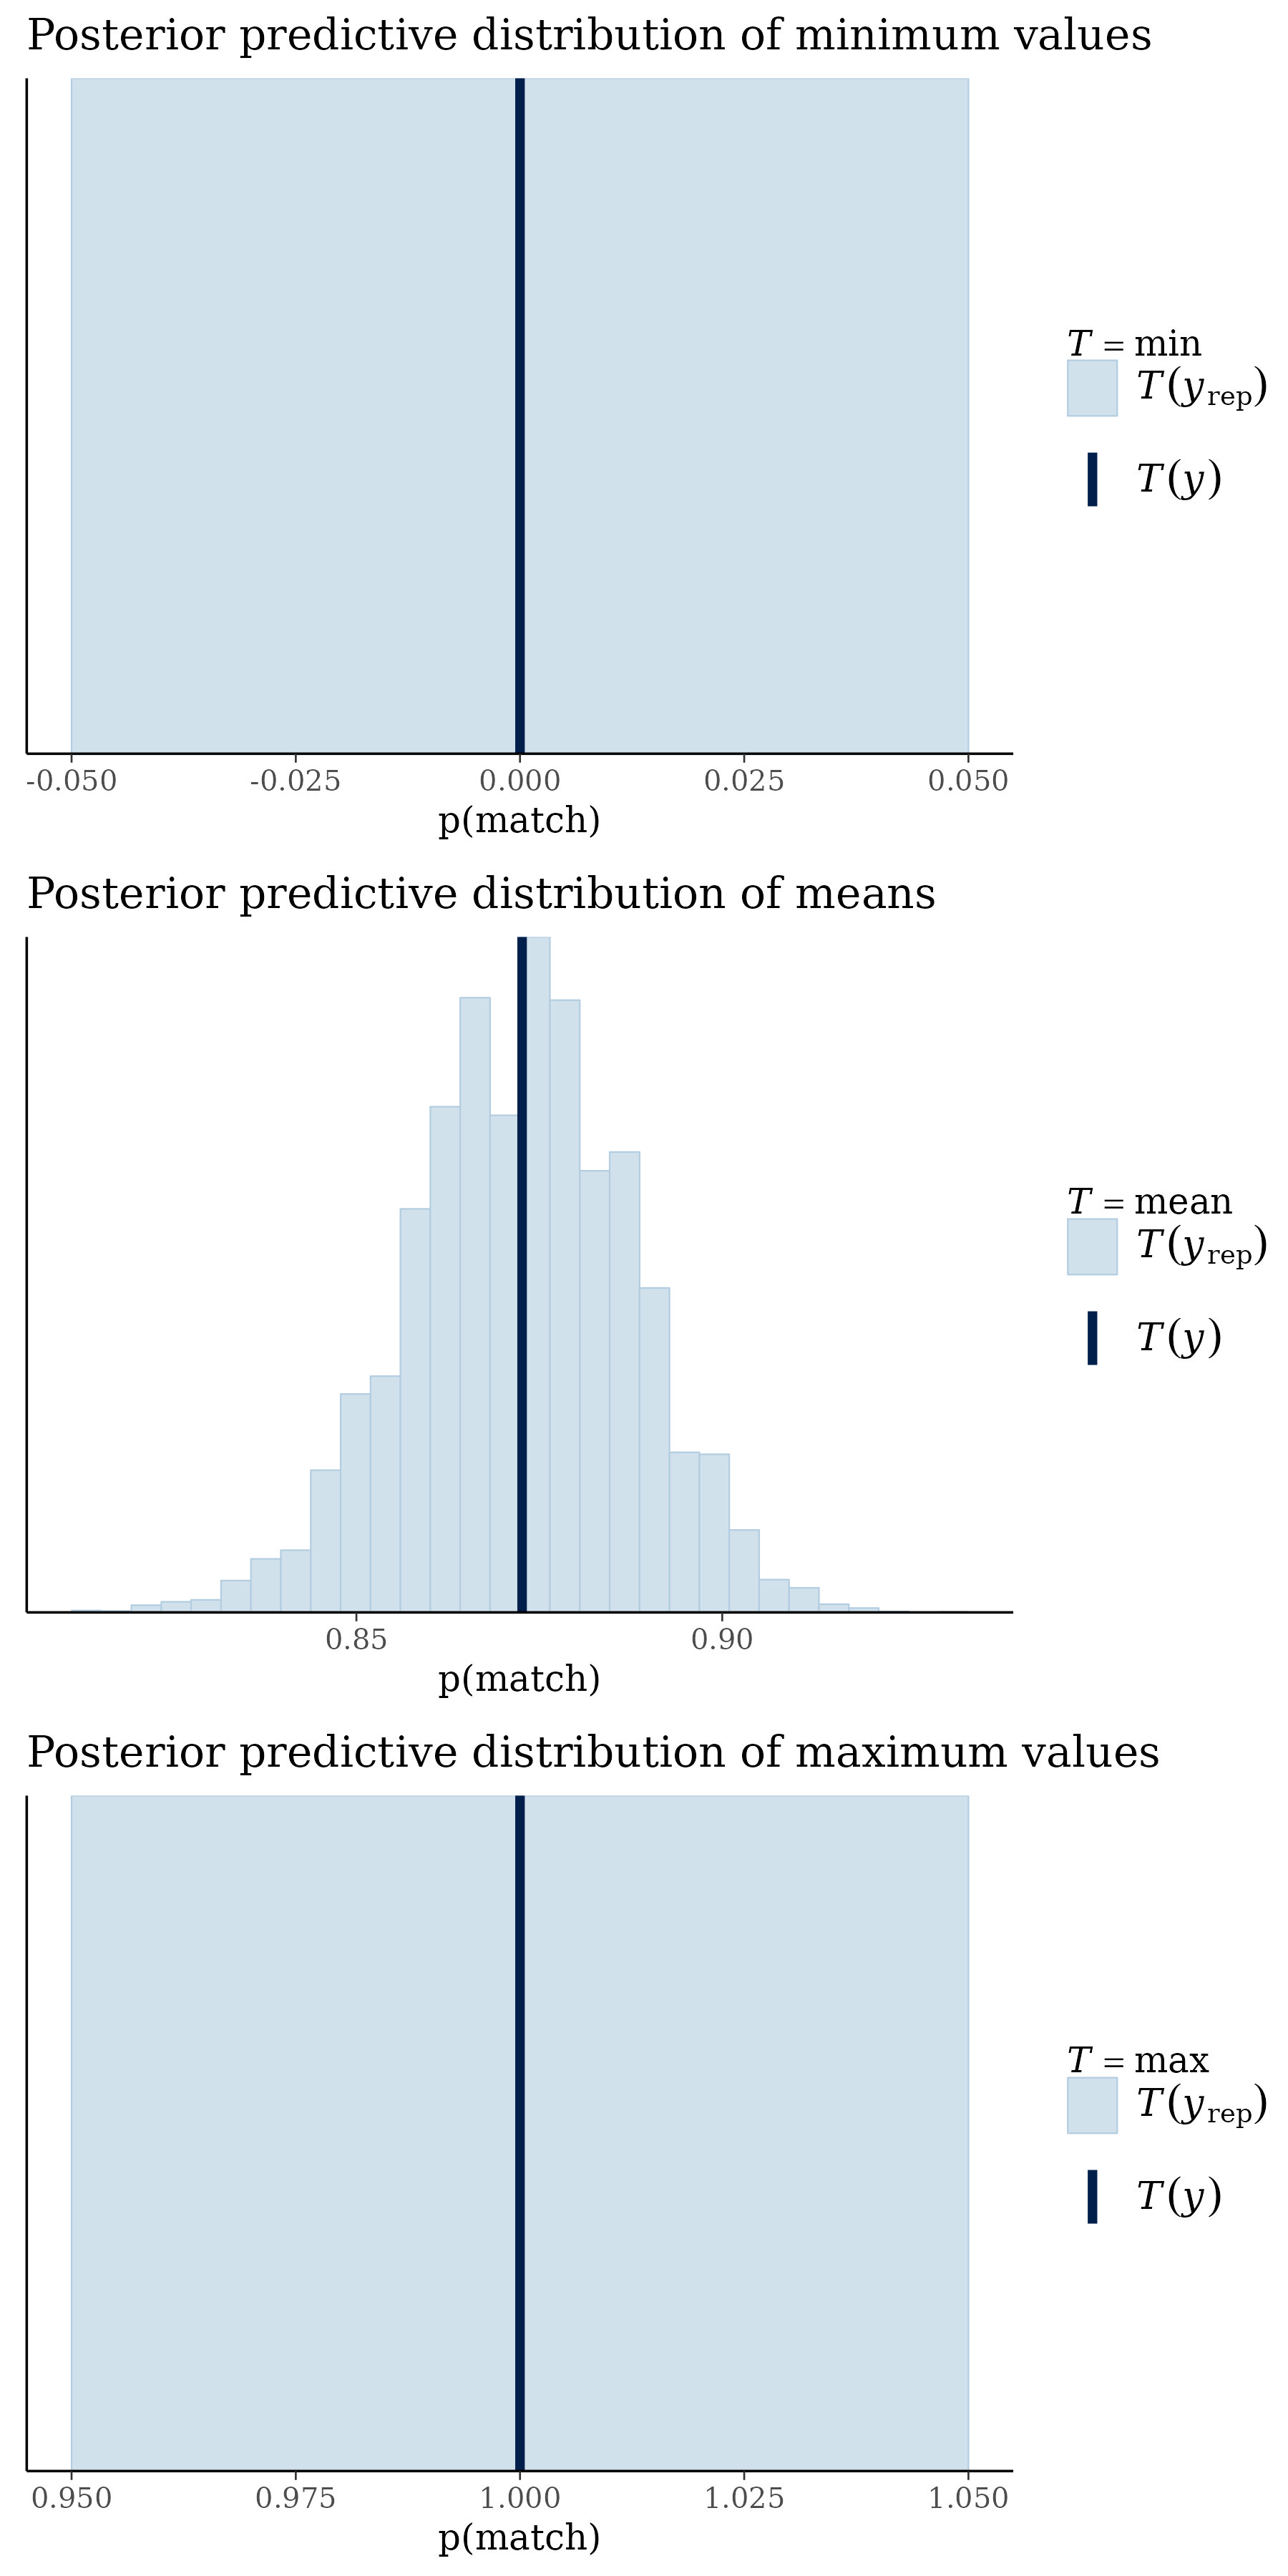 Posterior predictive distribution of minimum values
T = min
T(yrep)
T(y)
-0.050 -0.025 0.000 0.025 0.050
p(match)
Posterior predictive distribution of means
T = mean
T(yrep)
T(y)
0.85 0.90
p(match)
Posterior predictive distribution of maximum values
T = max
T(yrep)
T(y)
0.950 0.975 1.000 1.025 1.050
p(match)